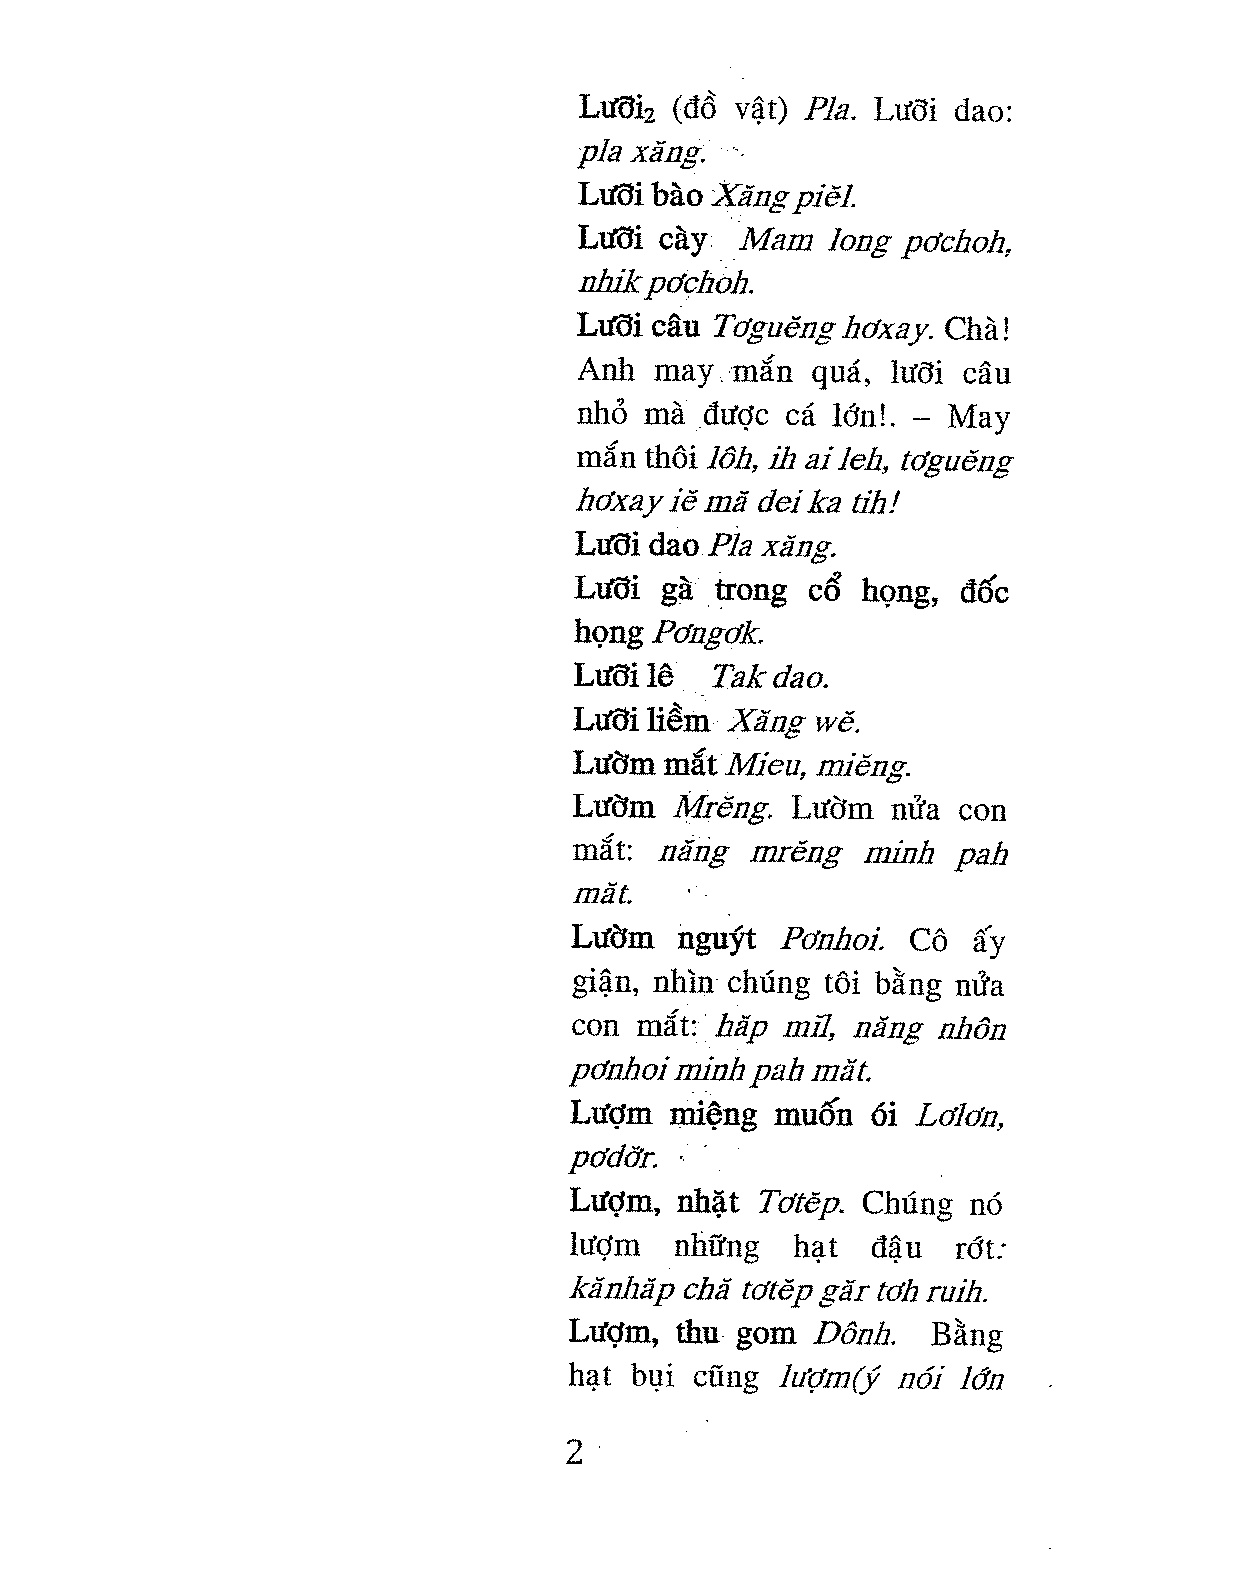 Lưỡi₂ (đồ vật) Pla. Lưỡi dao:
pla xăng.
Lưỡi bào Xăng piĕl.
Lưỡi cày Mam long pơchoh,
nhik pơchoh.
Lưỡi câu Tơguĕng hơxay. Chà!
Anh may mắn quá, lưỡi câu
nhỏ mà được cá lớn!. – May
mắn thôi lôh, ih ai leh, tơguĕng
hơxay iĕ mă dei ka tih!
Lưỡi dao Pla xăng.
Lưỡi gà trong cổ họng, đốc
họng Pơngơk.
Lưỡi lê Tak dao.
Lưỡi liềm Xăng wĕ.
Lườm mắt Mieu, miĕng.
Lườm Mrĕng. Lườm nửa con
mắt: năng mrĕng minh pah
măt.
Lườm nguýt Pơnhoi. Cô ấy
giận, nhìn chúng tôi bằng nửa
con mắt: hăp mĭl, năng nhôn
pơnhoi minh pah măt.
Lượm miệng muốn ói Lơlơn,
pơdơ̆r.
Lượm, nhặt Tơtĕp. Chúng nó
lượm những hạt đậu rớt:
kănhăp chă tơtĕp găr tơh ruih.
Lượm, thu gom Dônh. Bằng
hạt bụi cũng lượm(ý nói lớn
2